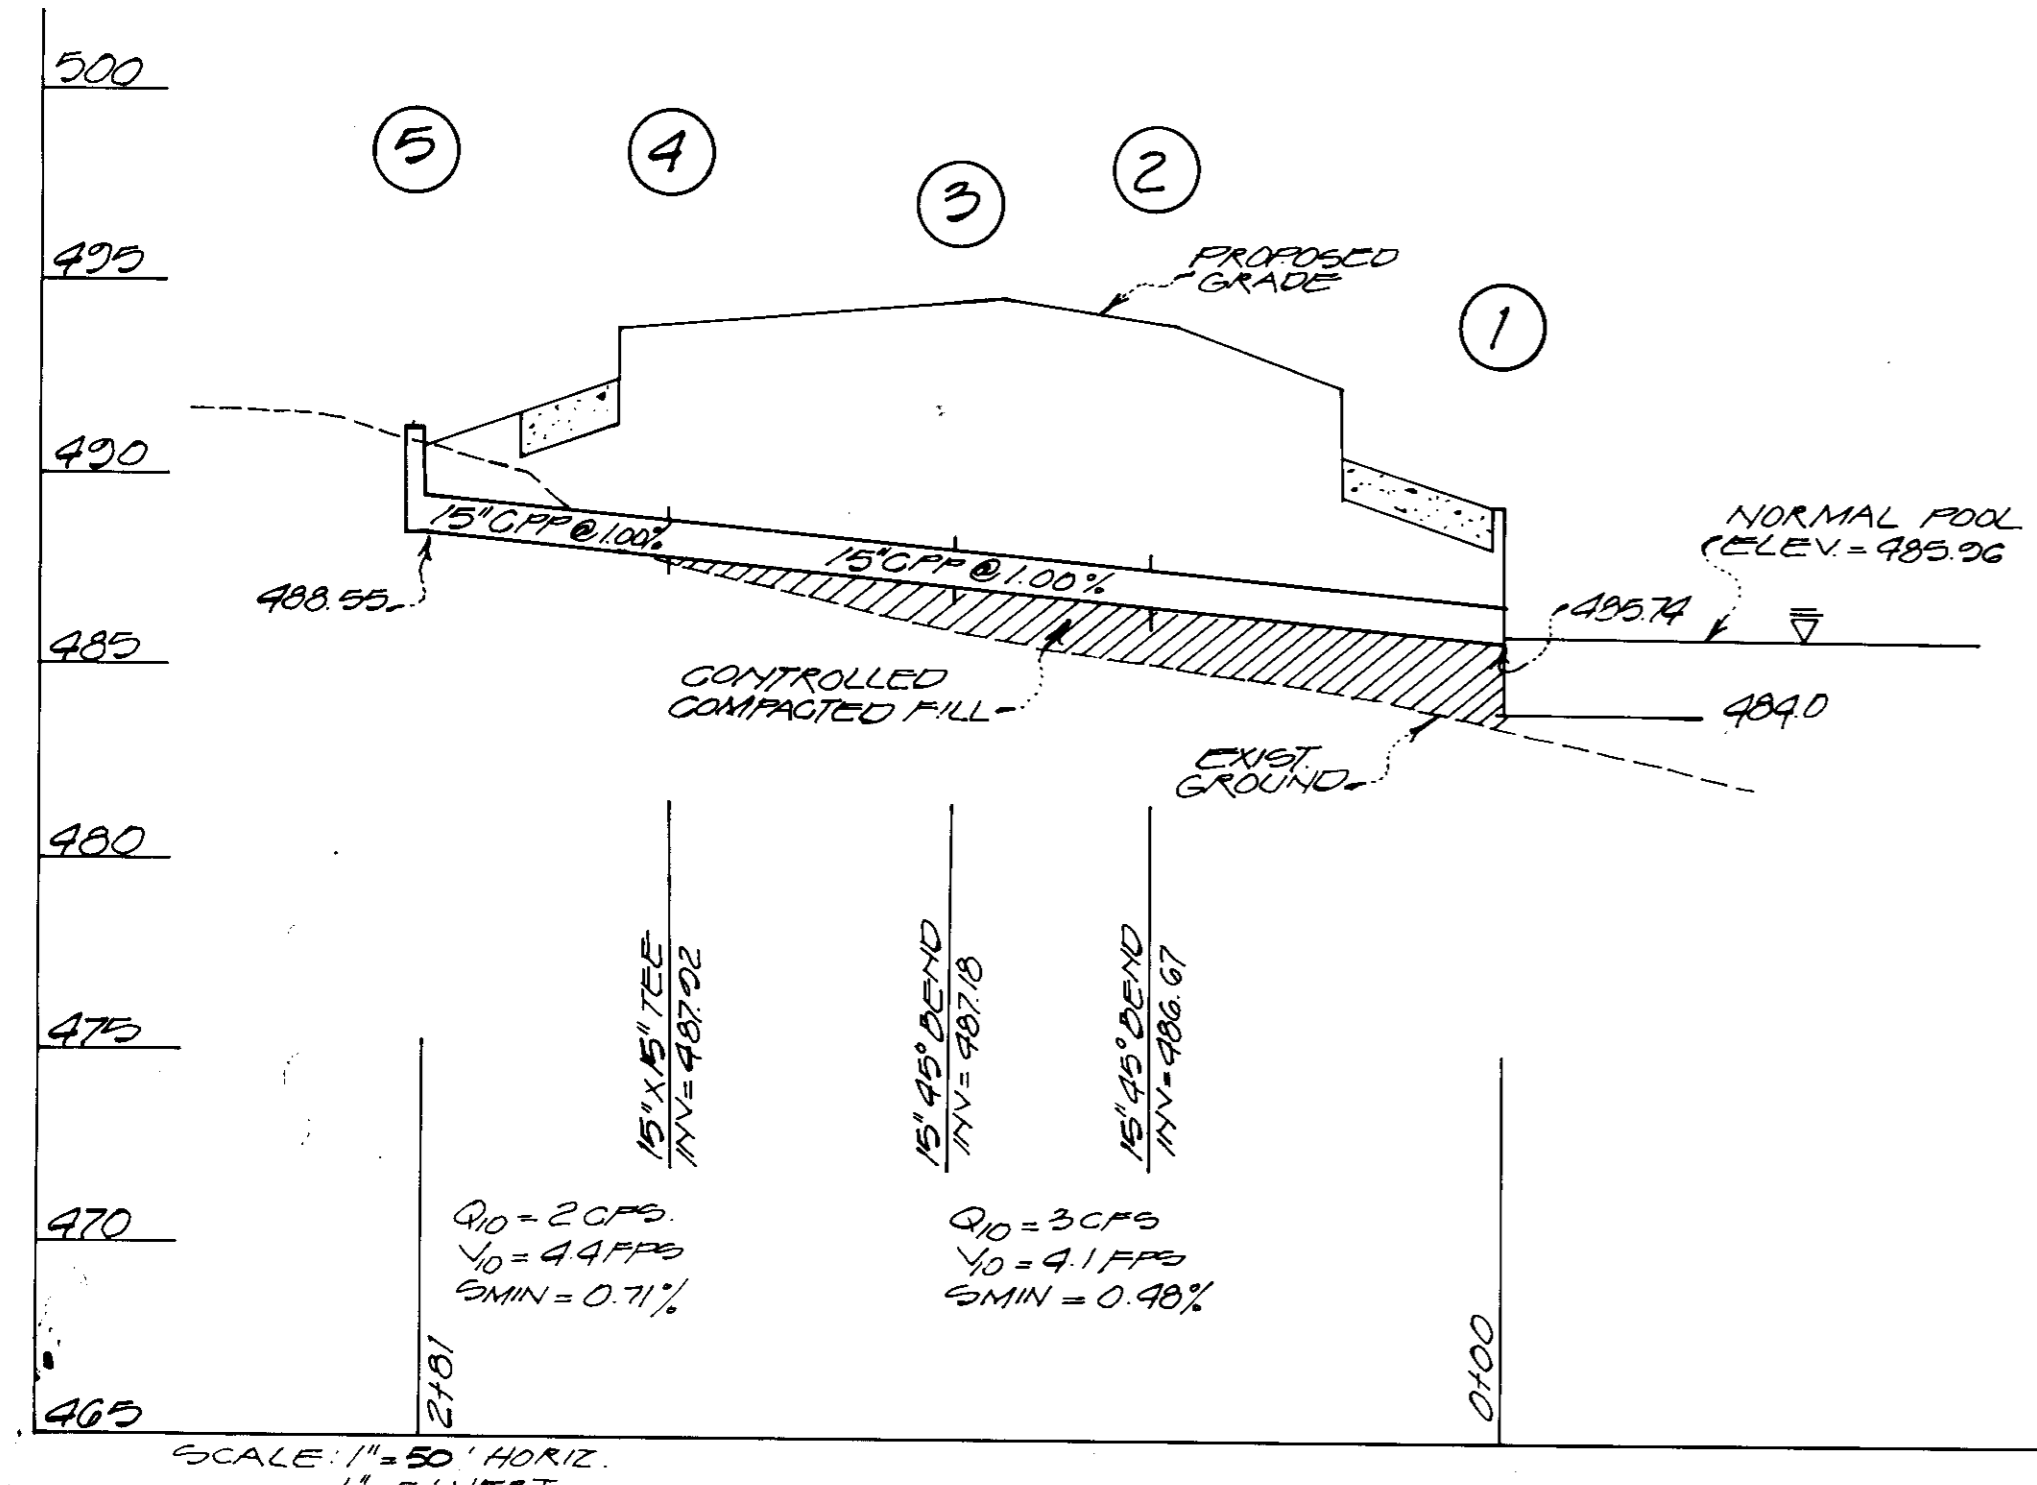 500
5
4
3
2
PROPOSED
GRADE
495
1
490
15" CPP @ 1.00%
15" CPP @ 1.00%
NORMAL POOL
ELEV. = 485.96
488.55
485.74
485
CONTROLLED
COMPACTED FILL
484.0
EXIST.
GROUND
480
15" X 15" TEE
INV = 487.92
15" 45° BEND
INV = 487.18
15" 45° BEND
INV = 486.67
475
470
Q10 = 2 CFS.
V10 = 4.4 FPS
SMIN = 0.71%
Q10 = 3 CFS
V10 = 4.1 FPS
SMIN = 0.48%
2+81
0+00
465
SCALE: 1" = 50' HORIZ.